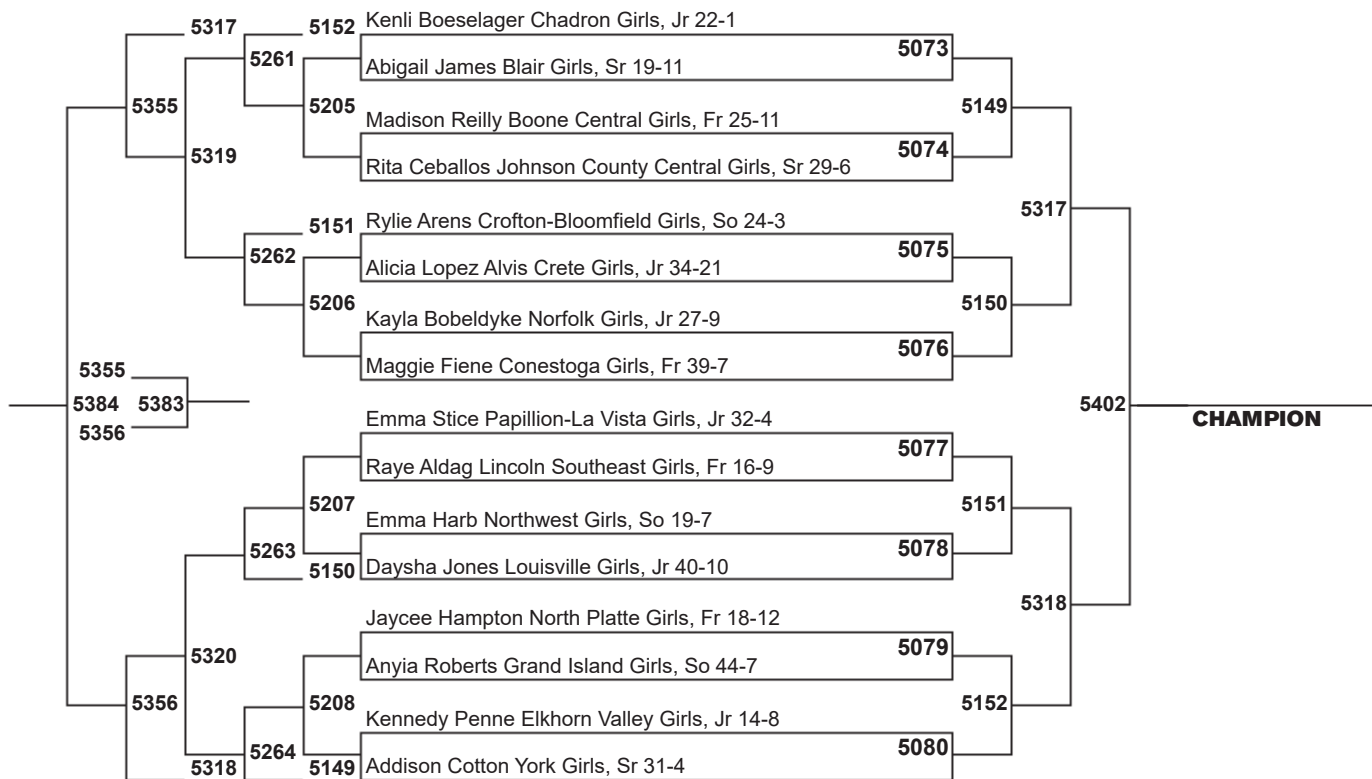 5317
5152
Kenli Boeselager Chadron Girls, Jr 22-1
5261
5073
Abigail James Blair Girls, Sr 19-11
5355
5205
5149
Madison Reilly Boone Central Girls, Fr 25-11
5319
5074
Rita Ceballos Johnson County Central Girls, Sr 29-6
5317
5151
Rylie Arens Crofton-Bloomfield Girls, So 24-3
5262
5075
Alicia Lopez Alvis Crete Girls, Jr 34-21
5206
5150
Kayla Bobeldyke Norfolk Girls, Jr 27-9
5076
Maggie Fiene Conestoga Girls, Fr 39-7
5355
5384
5383
5356
5402
CHAMPION
Emma Stice Papillion-La Vista Girls, Jr 32-4
5077
Raye Aldag Lincoln Southeast Girls, Fr 16-9
5207
5151
Emma Harb Northwest Girls, So 19-7
5263
5078
5150
Daysha Jones Louisville Girls, Jr 40-10
5318
Jaycee Hampton North Platte Girls, Fr 18-12
5320
5079
Anyia Roberts Grand Island Girls, So 44-7
5356
5208
5152
Kennedy Penne Elkhorn Valley Girls, Jr 14-8
5264
5080
5318
5149
Addison Cotton York Girls, Sr 31-4